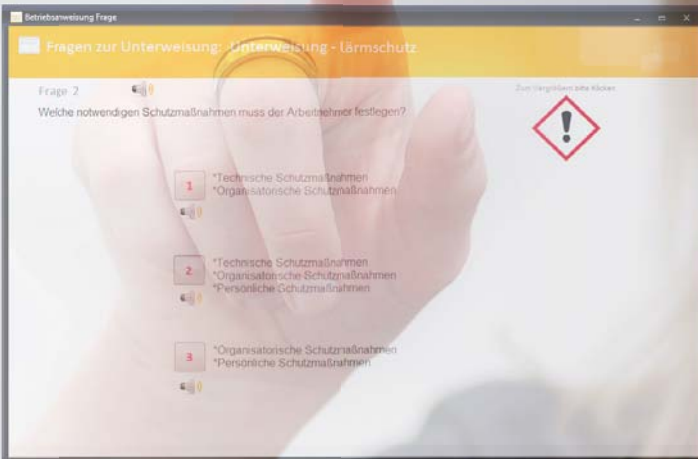 Betriebsanweisung Frage
Fragen zur Unterweisung: -Unterweisung - lärmschutz
Frage 2
Zum Vergrößern bitte Klicken
Welche notwendigen Schutzmaßnahmen muss der Arbeitnehmer festlegen?
1
*Technische Schutzmaßnahmen
*Organisatorische Schutzmaßnahmen
2
*Technische Schutzmaßnahmen
*Organisatorische Schutzmaßnahmen
*Persönliche Schutzmaßnahmen
3
*Organisatorische Schutzmaßnahmen
*Persönliche Schutzmaßnahmen